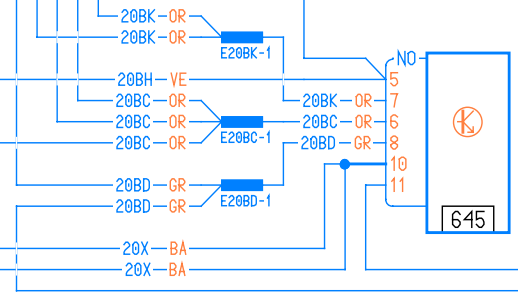 20BK OR
20BK OR
E20BK-1
NO
20BH VE 5
20BC OR 20BK OR 7
20BC OR E20BC-1 20BC OR 6
20BC OR 20BD GR 8
10
20BD GR 11
20BD GR E20BD-1
645
20X BA
20X BA